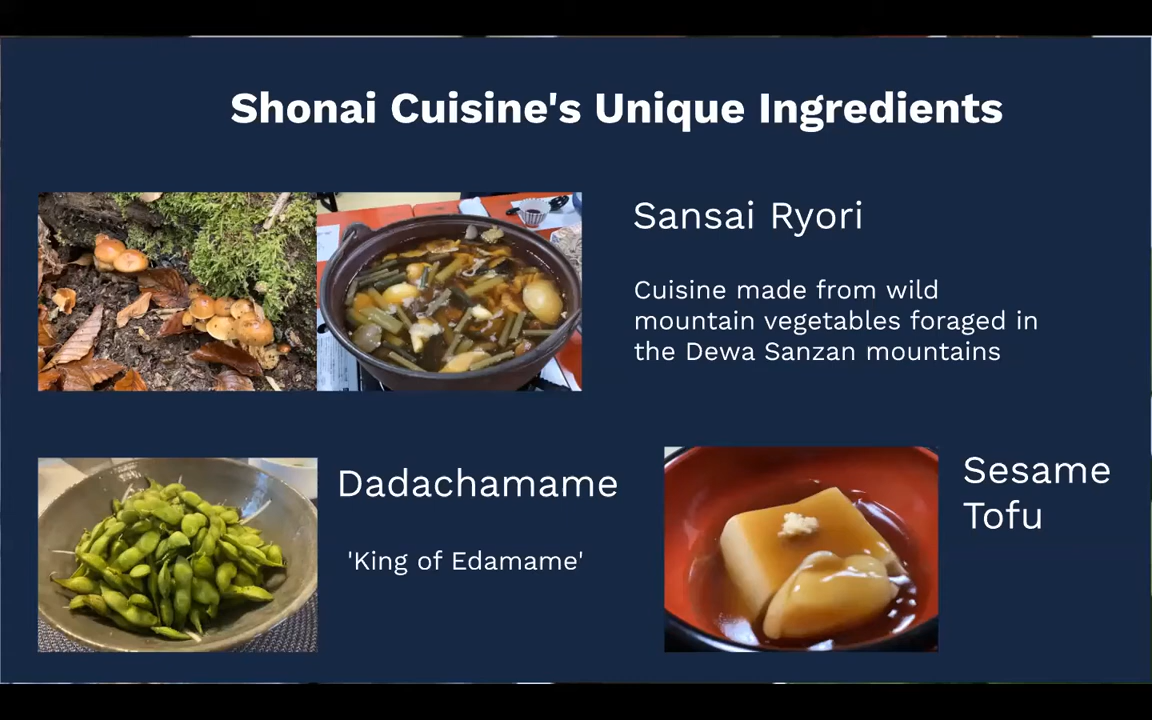 Shonai Cuisine's Unique Ingredients
Sansai Ryori
Cuisine made from wild
mountain vegetables foraged in
the Dewa Sanzan mountains
Dadachamame
'King of Edamame'
Sesame
Tofu